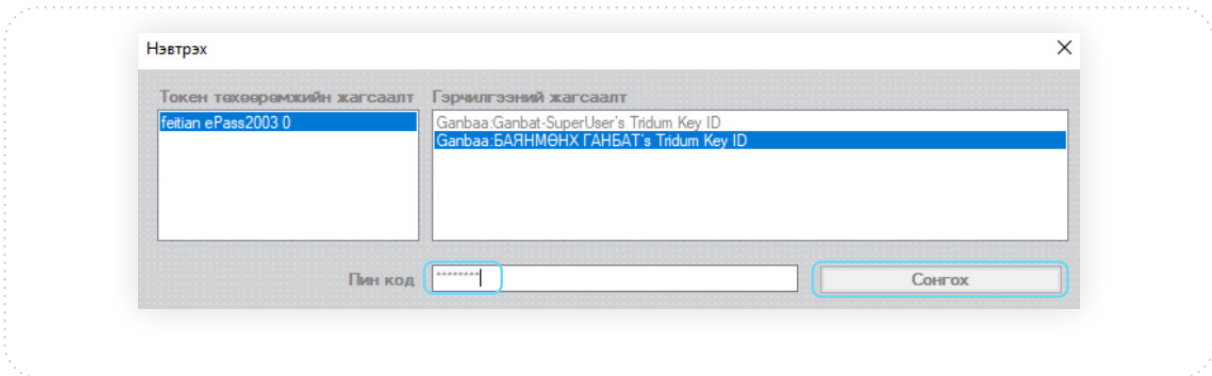 Нэвтрэх
Токен төхөөрөмжийн жагсаалт
Гэрчилгээний жагсаалт
feitian ePass2003 0
Ganbaa:Ganbat-SuperUser's Tridum Key ID
Ganbaa:БАЯНМӨНХ ГАНБАТ's Tridum Key ID
Пин код
********
Сонгох